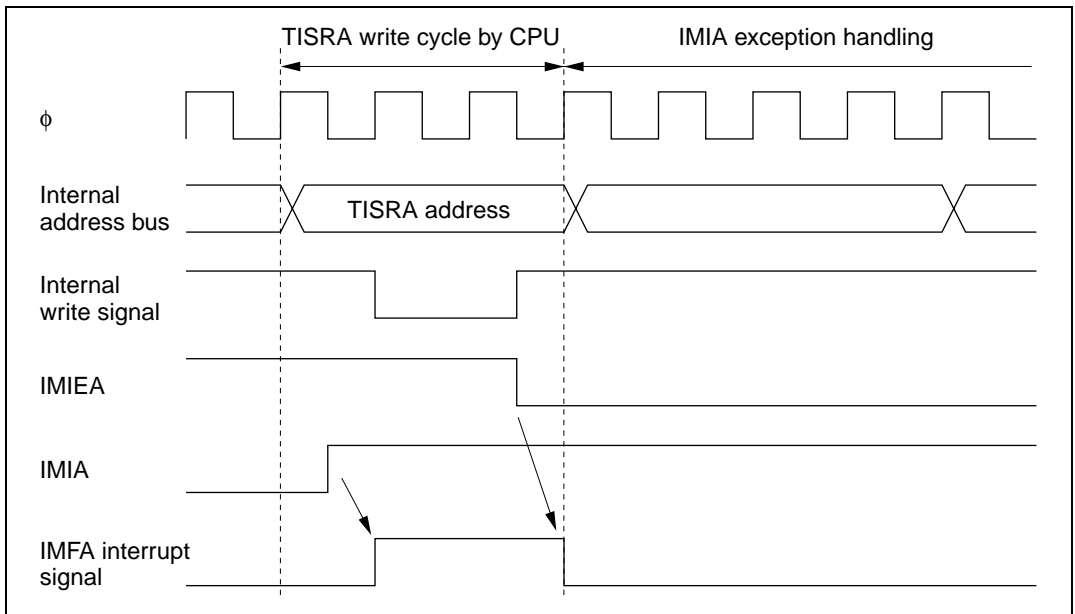 TISRA write cycle by CPU
IMIA exception handling
φ
Internal
address bus
TISRA address
Internal
write signal
IMIEA
IMIA
IMFA interrupt
signal